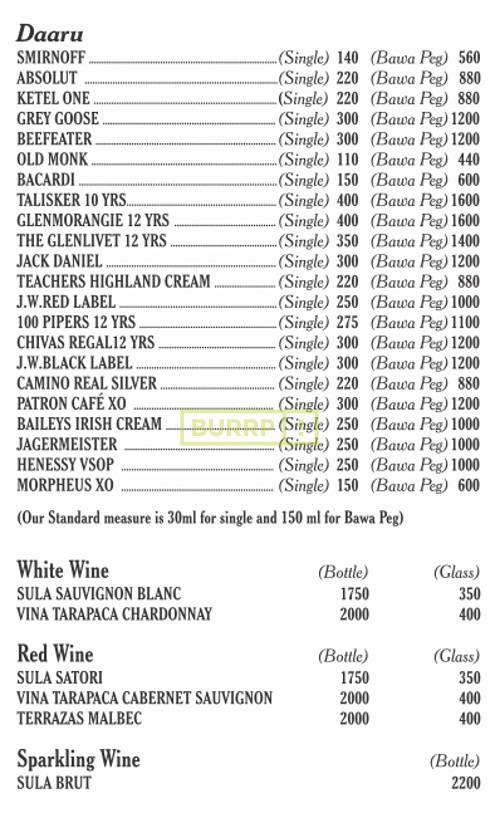 Daaru
SMIRNOFF (Single) 140 (Bawa Peg) 560
ABSOLUT (Single) 220 (Bawa Peg) 880
KETEL ONE (Single) 220 (Bawa Peg) 880
GREY GOOSE (Single) 300 (Bawa Peg) 1200
BEEFEATER (Single) 300 (Bawa Peg) 1200
OLD MONK (Single) 110 (Bawa Peg) 440
BACARDI (Single) 150 (Bawa Peg) 600
TALISKER 10 YRS (Single) 400 (Bawa Peg) 1600
GLENMORANGIE 12 YRS (Single) 400 (Bawa Peg) 1600
THE GLENLIVET 12 YRS (Single) 350 (Bawa Peg) 1400
JACK DANIEL (Single) 300 (Bawa Peg) 1200
TEACHERS HIGHLAND CREAM (Single) 220 (Bawa Peg) 880
J.W.RED LABEL (Single) 250 (Bawa Peg) 1000
100 PIPERS 12 YRS (Single) 275 (Bawa Peg) 1100
CHIVAS REGAL12 YRS (Single) 300 (Bawa Peg) 1200
J.W.BLACK LABEL (Single) 300 (Bawa Peg) 1200
CAMINO REAL SILVER (Single) 220 (Bawa Peg) 880
PATRON CAFÉ XO (Single) 300 (Bawa Peg) 1200
BAILEYS IRISH CREAM (Single) 250 (Bawa Peg) 1000
BURRP!
JAGERMEISTER (Single) 250 (Bawa Peg) 1000
HENESSY VSOP (Single) 250 (Bawa Peg) 1000
MORPHEUS XO (Single) 150 (Bawa Peg) 600
(Our Standard measure is 30ml for single and 150 ml for Bawa Peg)
White Wine (Bottle) (Glass)
SULA SAUVIGNON BLANC 1750 350
VINA TARAPACA CHARDONNAY 2000 400
Red Wine (Bottle) (Glass)
SULA SATORI 1750 350
VINA TARAPACA CABERNET SAUVIGNON 2000 400
TERRAZAS MALBEC 2000 400
Sparkling Wine (Bottle)
SULA BRUT 2200